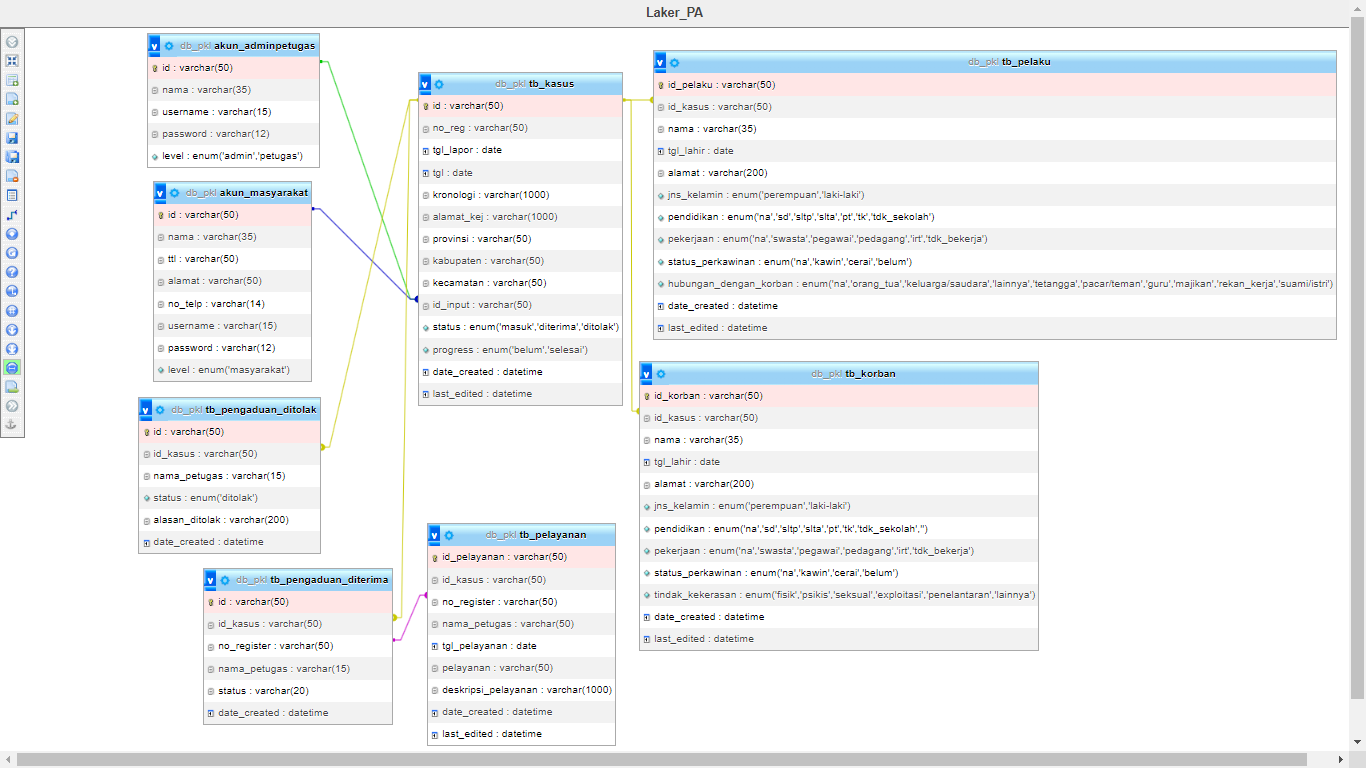 Laker_PA
db_pkl akun_adminpetugas
id : varchar(50)
nama : varchar(35)
username : varchar(15)
password : varchar(12)
level : enum('admin','petugas')
db_pkl akun_masyarakat
id : varchar(50)
nama : varchar(35)
ttl : varchar(50)
alamat : varchar(50)
no_telp : varchar(14)
username : varchar(15)
password : varchar(12)
level : enum('masyarakat')
db_pkl tb_pengaduan_ditolak
id : varchar(50)
id_kasus : varchar(50)
nama_petugas : varchar(15)
status : enum('ditolak')
alasan_ditolak : varchar(200)
date_created : datetime
db_pkl tb_pengaduan_diterima
id : varchar(50)
id_kasus : varchar(50)
no_register : varchar(50)
nama_petugas : varchar(15)
status : varchar(20)
date_created : datetime
db_pkl tb_kasus
id : varchar(50)
no_reg : varchar(50)
tgl_lapor : date
tgl : date
kronologi : varchar(1000)
alamat_kej : varchar(1000)
provinsi : varchar(50)
kabupaten : varchar(50)
kecamatan : varchar(50)
id_input : varchar(50)
status : enum('masuk','diterima','ditolak')
progress : enum('belum','selesai')
date_created : datetime
last_edited : datetime
db_pkl tb_pelayanan
id_pelayanan : varchar(50)
id_kasus : varchar(50)
no_register : varchar(50)
nama_petugas : varchar(50)
tgl_pelayanan : date
pelayanan : varchar(50)
deskripsi_pelayanan : varchar(1000)
date_created : datetime
last_edited : datetime
db_pkl tb_pelaku
id_pelaku : varchar(50)
id_kasus : varchar(50)
nama : varchar(35)
tgl_lahir : date
alamat : varchar(200)
jns_kelamin : enum('perempuan','laki-laki')
pendidikan : enum('na','sd','sltp','slta','pt','tk','tdk_sekolah')
pekerjaan : enum('na','swasta','pegawai','pedagang','irt','tdk_bekerja')
status_perkawinan : enum('na','kawin','cerai','belum')
hubungan_dengan_korban : enum('na','orang_tua','keluarga/saudara','lainnya','tetangga','pacar/teman','guru','majikan','rekan_kerja','suami/istri')
date_created : datetime
last_edited : datetime
db_pkl tb_korban
id_korban : varchar(50)
id_kasus : varchar(50)
nama : varchar(35)
tgl_lahir : date
alamat : varchar(200)
jns_kelamin : enum('perempuan','laki-laki')
pendidikan : enum('na','sd','sltp','slta','pt','tk','tdk_sekolah','')
pekerjaan : enum('na','swasta','pegawai','pedagang','irt','tdk_bekerja')
status_perkawinan : enum('na','kawin','cerai','belum')
tindak_kekerasan : enum('fisik','psikis','seksual','exploitasi','penelantaran','lainnya')
date_created : datetime
last_edited : datetime